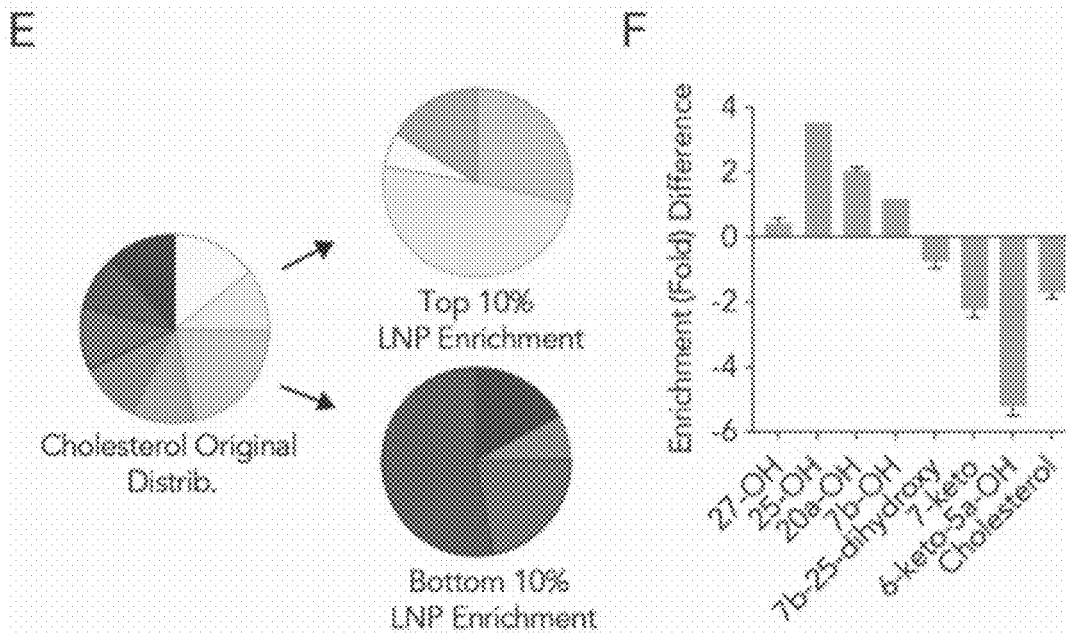 E
Cholesterol Original
Distrib.
Top 10%
LNP Enrichment
Bottom 10%
LNP Enrichment
F
Enrichment (Fold) Difference
4
2
0
-2
-4
-6
27-OH
25-OH
20a-OH
7b-OH
7b-25-dihydroxy
7-keto
6-keto-5a-OH
Cholesterol